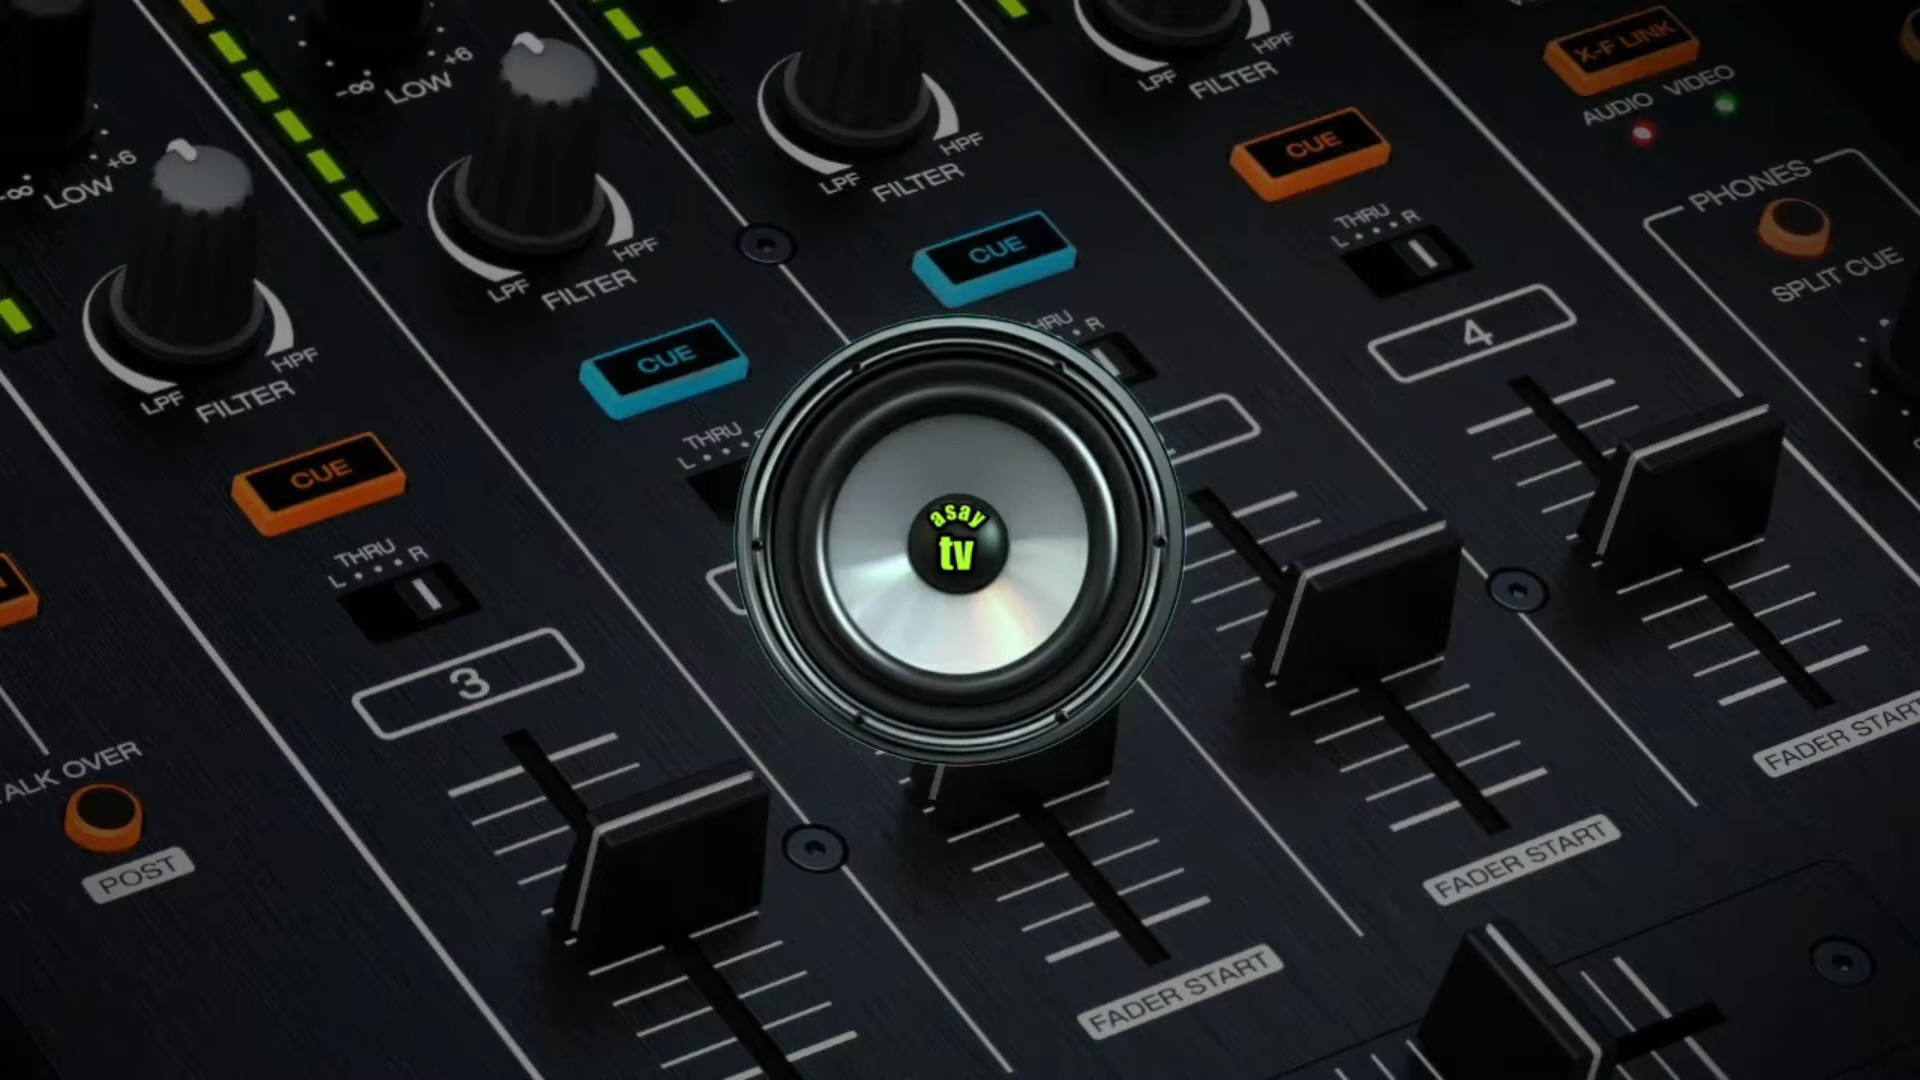 -∞ LOW +6
-∞ LOW +6
LPF HPF
FILTER
LPF HPF
FILTER
LPF HPF
FILTER
LPF HPF
FILTER
X-F LINK
AUDIO VIDEO
CUE
CUE
CUE
CUE
PHONES
SPLIT CUE
THRU
L R
THRU
L R
THRU
L
THRU
R
4
3
asay
tv
POST
FADER START
FADER START
FADER START